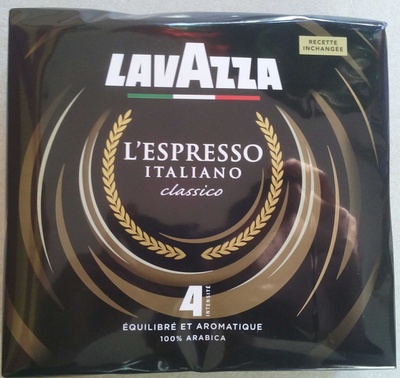 RECETTE
INCHANGÉE
LAVAZZA
L'ESPRESSO
ITALIANO
classico
4
INTENSITÉ
ÉQUILIBRÉ ET AROMATIQUE
100% ARABICA